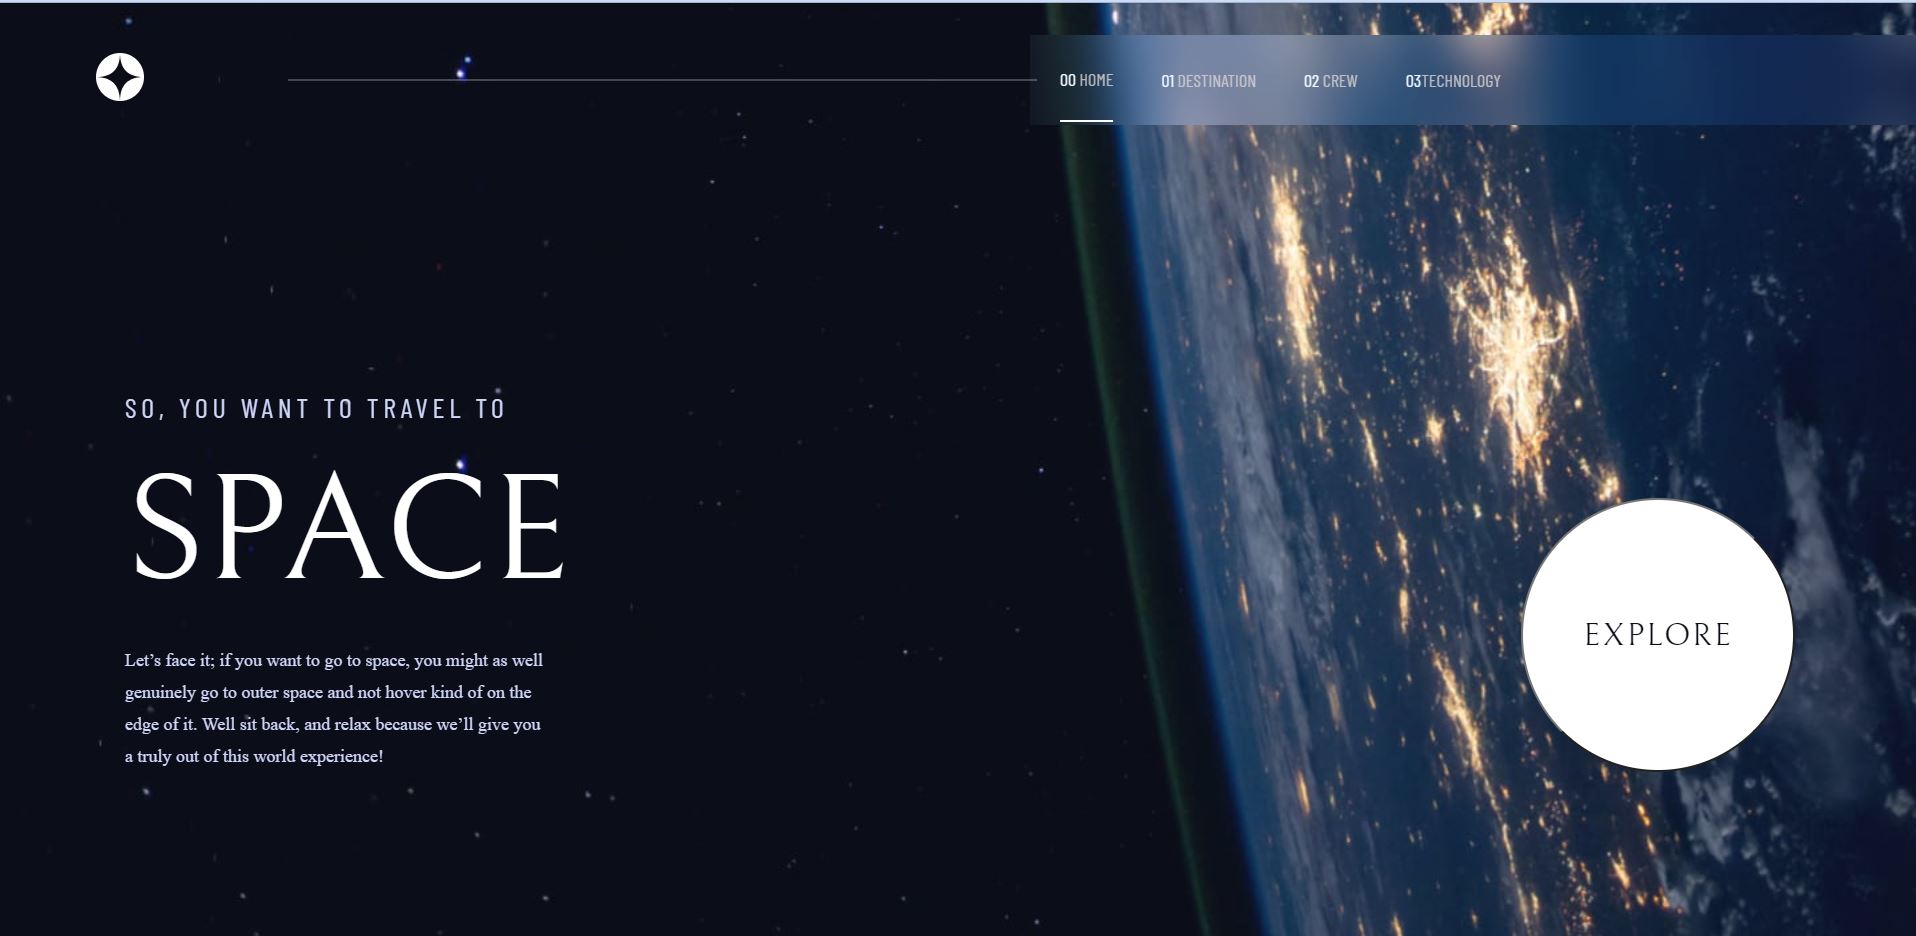 00 HOME
01 DESTINATION
02 CREW
03TECHNOLOGY
SO, YOU WANT TO TRAVEL TO
SPACE
Let’s face it; if you want to go to space, you might as well
genuinely go to outer space and not hover kind of on the
edge of it. Well sit back, and relax because we’ll give you
a truly out of this world experience!
EXPLORE